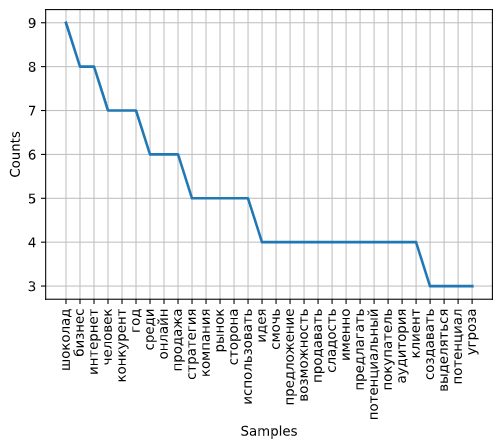 9
8
7
6
5
4
3
Counts
шоколад
бизнес
интернет
человек
конкурент
год
среди
онлайн
продажа
стратегия
компания
рынок
сторона
использовать
идея
смочь
предложение
возможность
продавать
сладость
именно
предлагать
потенциальный
покупатель
аудитория
клиент
создавать
выделяться
потенциал
угроза
Samples